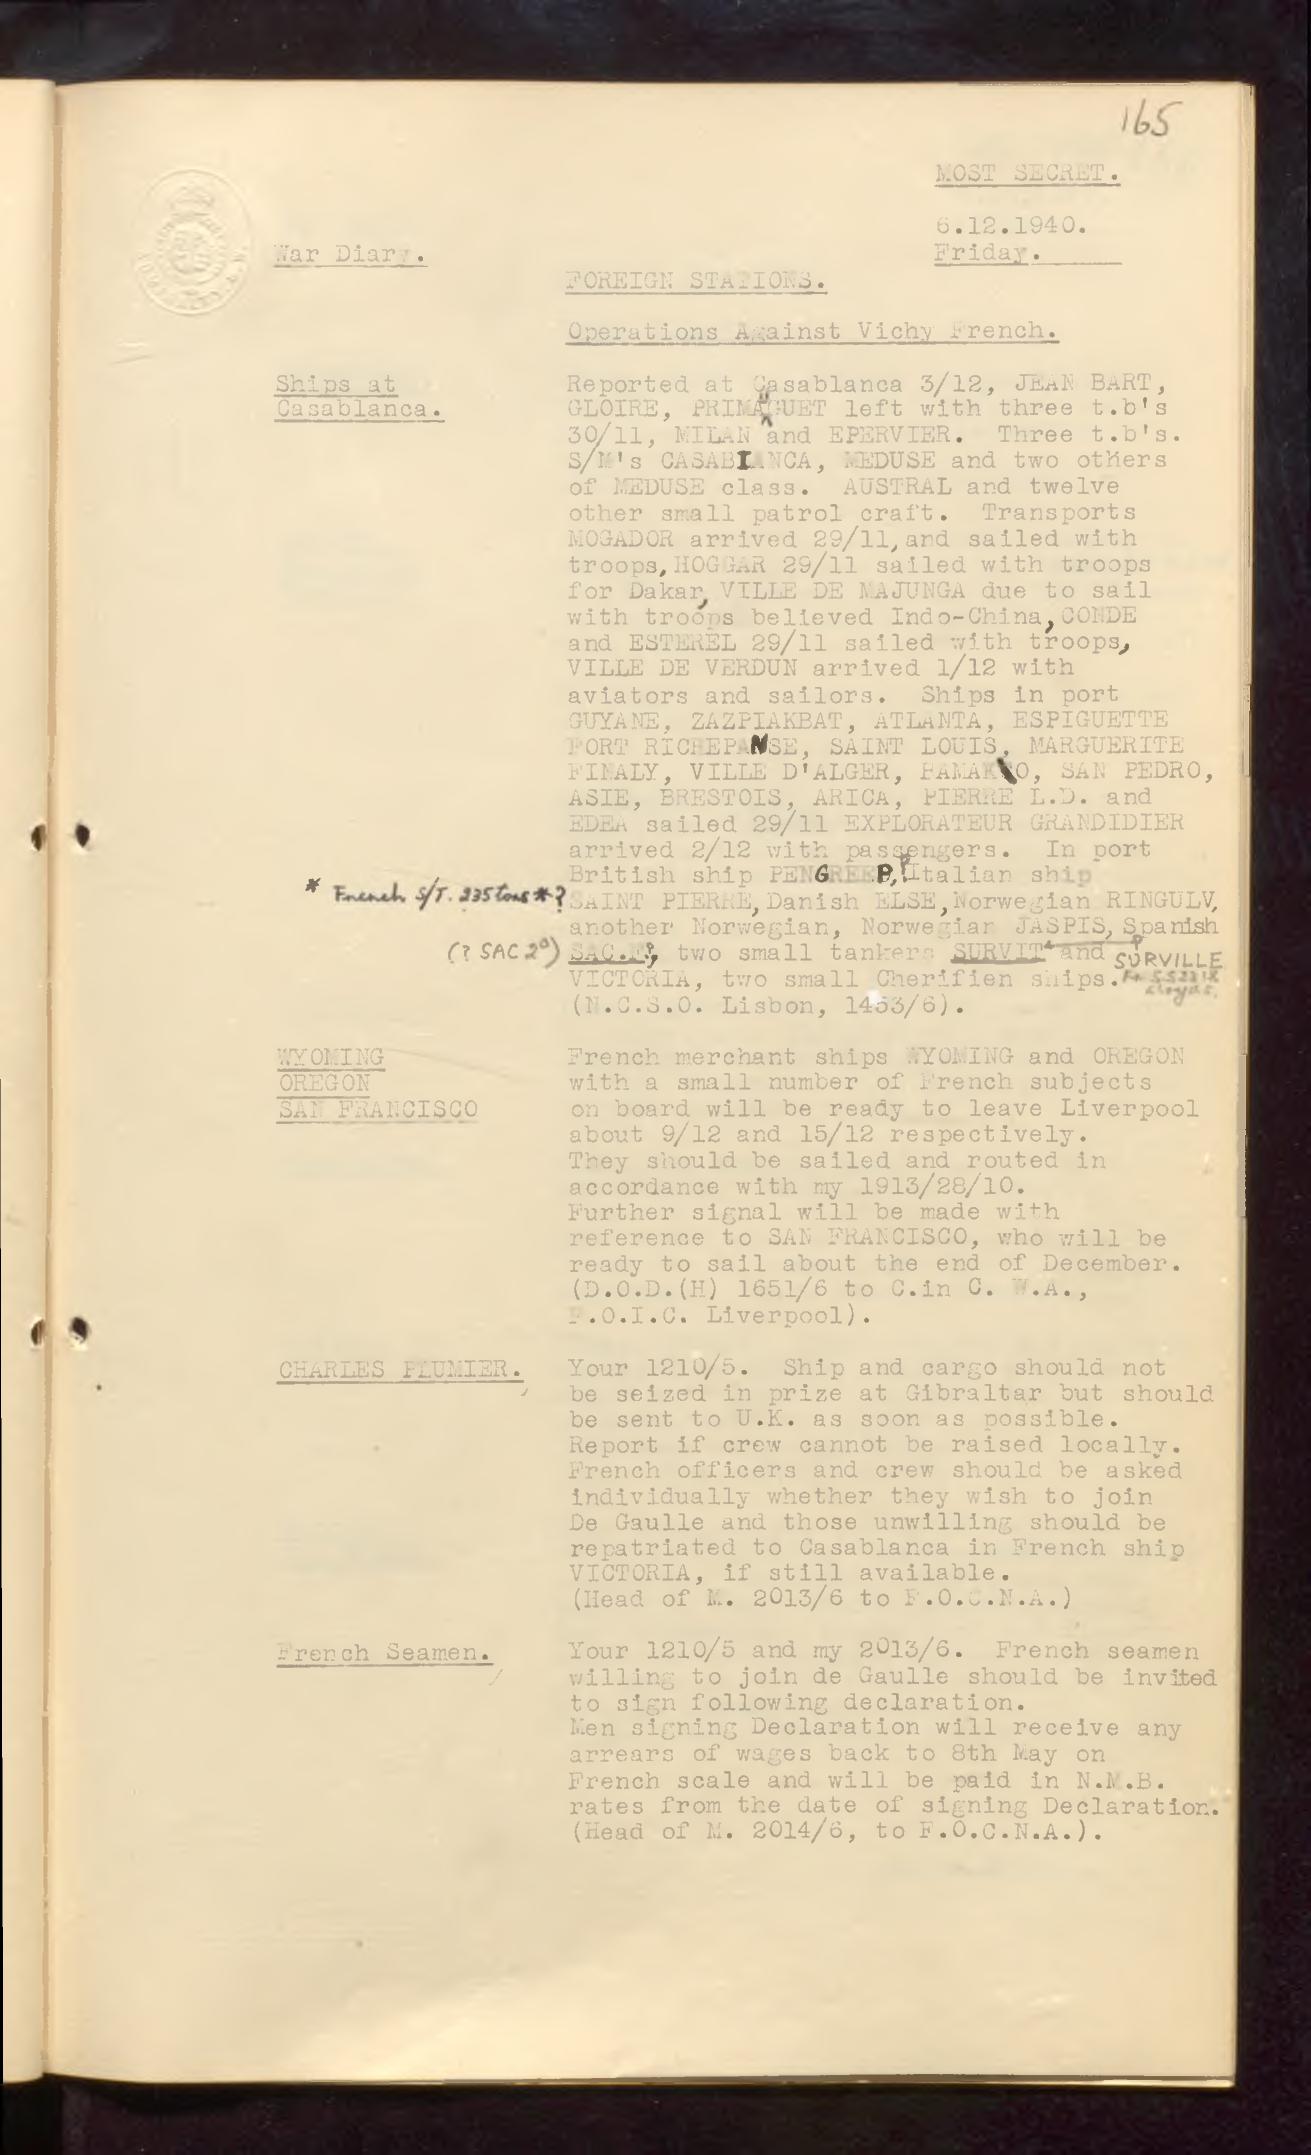 165
MOST SECRET.
6.12.1940.
Friday.
War Diary.
FOREIGN STATIONS.
Operations Against Vichy French.
Ships at
Casablanca.
Reported at Casablanca 3/12, JEAN BART,
GLOIRE, PRIMAUGUET left with three t.b's
30/11, MILAN and EPERVIER. Three t.b's.
S/M's CASABIANCA, MEDUSE and two others
of MEDUSE class. AUSTRAL and twelve
other small patrol craft. Transports
MOGADOR arrived 29/11, and sailed with
troops, HOGGAR 29/11 sailed with troops
for Dakar, VILLE DE MAJUNGA due to sail
with troops believed Indo-China, CONDE
and ESTEREL 29/11 sailed with troops,
VILLE DE VERDUN arrived 1/12 with
aviators and sailors. Ships in port
GUYANE, ZAZPIAKBAT, ATLANTA, ESPIGUETTE
FORT RICHEPANSE, SAINT LOUIS, MARGUERITE
FINALY, VILLE D'ALGER, BAMAKO, SAN PEDRO,
ASIE, BRESTOIS, ARICA, PIERRE L.D. and
EDEA sailed 29/11 EXPLORATEUR GRANDIDIER
arrived 2/12 with passengers. In port
British ship PENGREEP, ? Italian ship
* French S/T. 235 tons * ?
SAINT PIERRE, Danish ELSE, Norwegian RINGULV,
another Norwegian, Norwegian JASPIS, Spanish
(? SAC 2º)
SAC.F?, two small tankers SURVIT and SURVILLE
VICTORIA, two small Cherifien ships.
Lloyds.
(N.C.S.O. Lisbon, 1453/6).
WYOMING
OREGON
SAN FRANCISCO
French merchant ships WYOMING and OREGON
with a small number of French subjects
on board will be ready to leave Liverpool
about 9/12 and 15/12 respectively.
They should be sailed and routed in
accordance with my 1913/28/10.
Further signal will be made with
reference to SAN FRANCISCO, who will be
ready to sail about the end of December.
(D.O.D.(H) 1651/6 to C.in C. W.A.,
F.O.I.C. Liverpool).
CHARLES PLUMIER.
Your 1210/5. Ship and cargo should not
be seized in prize at Gibraltar but should
be sent to U.K. as soon as possible.
Report if crew cannot be raised locally.
French officers and crew should be asked
individually whether they wish to join
De Gaulle and those unwilling should be
repatriated to Casablanca in French ship
VICTORIA, if still available.
(Head of M. 2013/6 to F.O.C.N.A.)
French Seamen.
Your 1210/5 and my 2013/6. French seamen
willing to join de Gaulle should be invited
to sign following declaration.
Men signing Declaration will receive any
arrears of wages back to 8th May on
French scale and will be paid in N.M.B.
rates from the date of signing Declaration.
(Head of M. 2014/6, to F.O.C.N.A.).